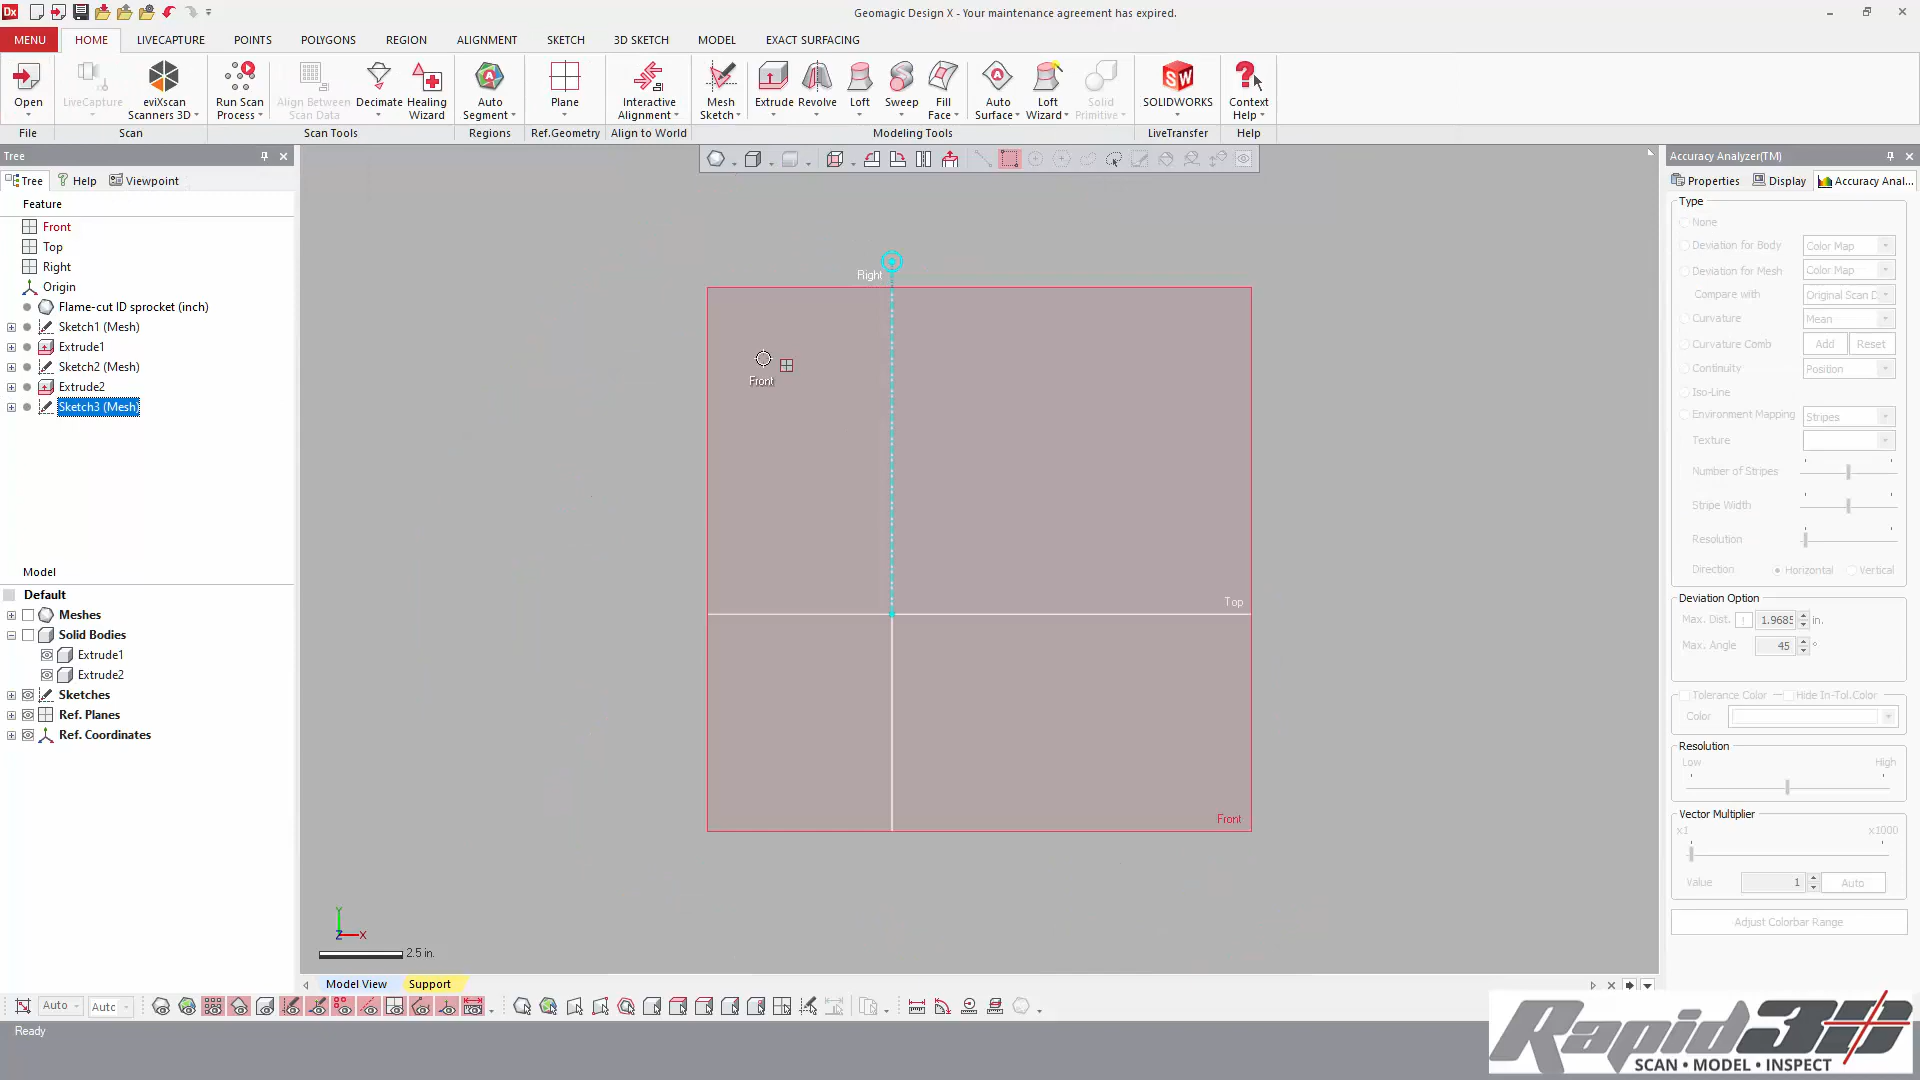 Dx
Geomagic Design X - Your maintenance agreement has expired.
MENU HOME LIVECAPTURE POINTS POLYGONS REGION ALIGNMENT SKETCH 3D SKETCH MODEL EXACT SURFACING
Open LiveCapture eviXscan Scanners 3D Run Scan Process Align Between Scan Data Decimate Healing Wizard Auto Segment Plane Interactive Alignment Mesh Sketch Extrude Revolve Loft Sweep Fill Face Auto Surface Loft Wizard Solid Primitive SOLIDWORKS Context Help
File Scan Scan Tools Regions Ref.Geometry Align to World Modeling Tools LiveTransfer Help
Tree
Tree Help Viewpoint
Feature
Front
Top
Right
Origin
Flame-cut ID sprocket (inch)
Sketch1 (Mesh)
Extrude1
Sketch2 (Mesh)
Extrude2
Sketch3 (Mesh)
Model
Default
Meshes
Solid Bodies
Extrude1
Extrude2
Sketches
Ref. Planes
Ref. Coordinates
Right
Front
Top
Front
Y
Z X
2.5 in.
Model View Support
Accuracy Analyzer(TM)
Properties Display Accuracy Anal...
Type
None
Deviation for Body Color Map
Deviation for Mesh Color Map
Compare with Original Scan D
Curvature Mean
Curvature Comb Add Reset
Continuity Position
Iso-Line
Environment Mapping Stripes
Texture
Number of Stripes
Stripe Width
Resolution
Direction Horizontal Vertical
Deviation Option
Max. Dist. ! 1.9685 in.
Max. Angle 45 °
Tolerance Color Hide In-Tol.Color
Color
Resolution
Low High
Vector Multiplier
x1 x1000
Value 1 Auto
Adjust Colorbar Range
Auto Auto
Ready
Rapid3D
SCAN • MODEL • INSPECT